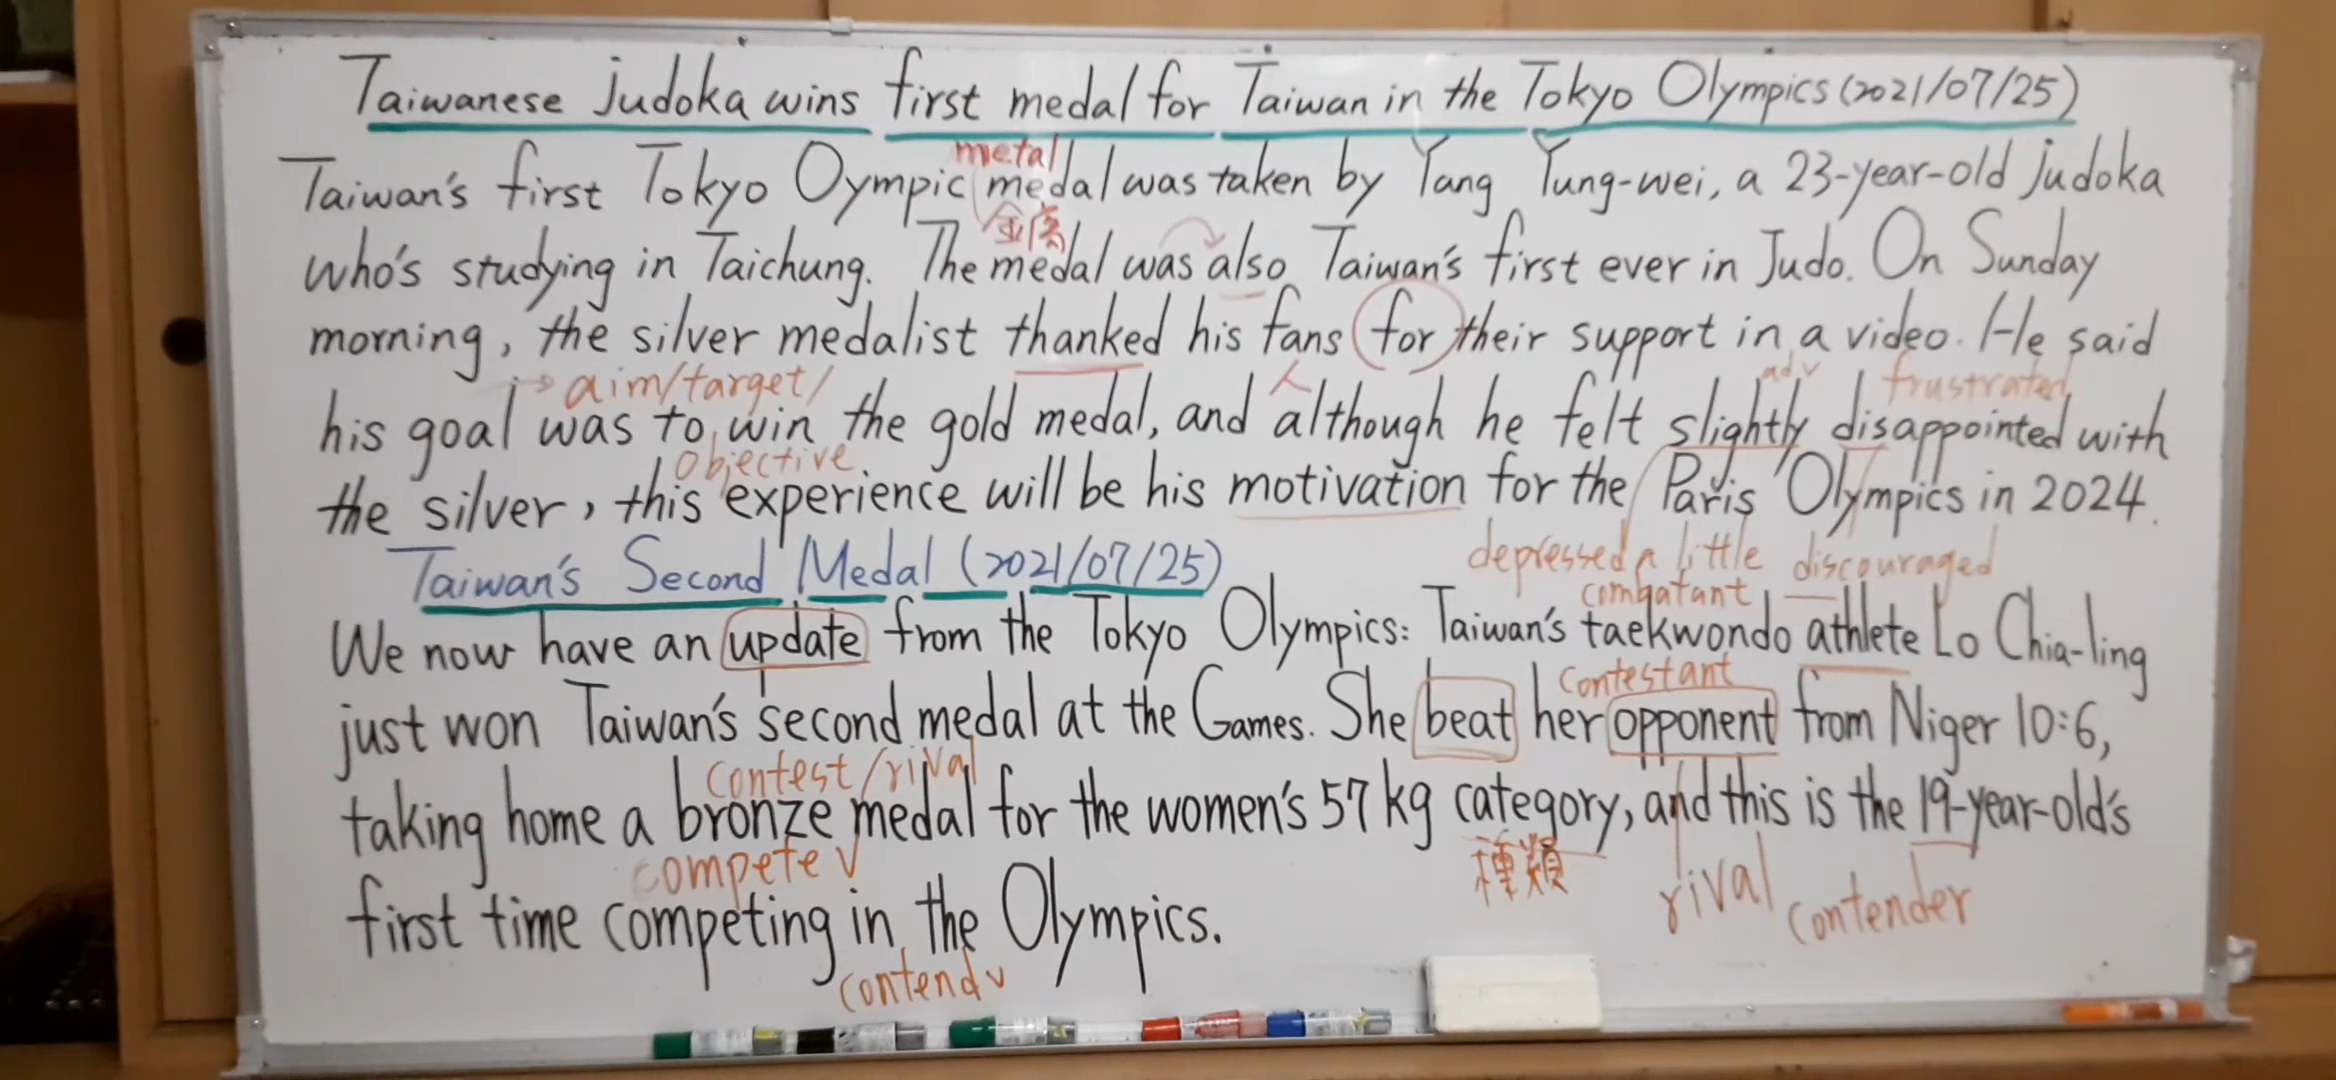 Taiwanese judoka wins first medal for Taiwan in the Tokyo Olympics (2021/07/25)
metal
Taiwan's first Tokyo Oympic medal was taken by Yang Yung-wei, a 23-year-old judoka
金屬
who's studying in Taichung. The medal was also Taiwan's first ever in Judo. On Sunday
morning, the silver medalist thanked his fans for their support in a video. He said
→ aim/target/ 人 adv frustrated
his goal was to win the gold medal, and although he felt slightly disappointed with
objective
the silver, this experience will be his motivation for the Paris Olympics in 2024.
Taiwan's Second Medal (2021/07/25)
depressed a little discouraged
combatant
We now have an update from the Tokyo Olympics: Taiwan's taekwondo athlete Lo Chia-ling
contestant
just won Taiwan's second medal at the Games. She beat her opponent from Niger 10:6,
contest/rival
taking home a bronze medal for the women's 57 kg category, and this is the 19-year-old's
compete v 種類 rival contender
first time competing in the Olympics.
contend v